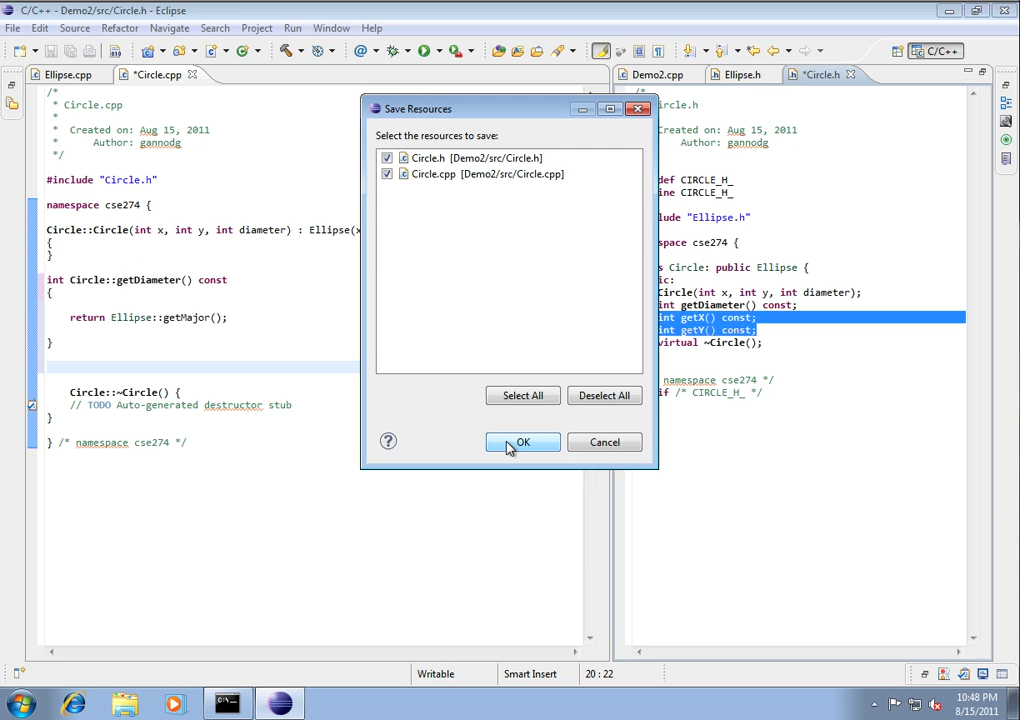 C/C++ - Demo2/src/Circle.h - Eclipse
File Edit Source Refactor Navigate Search Project Run Window Help
C/C++
Ellipse.cpp *Circle.cpp Demo2.cpp Ellipse.h *Circle.h
/*
* Circle.cpp
*
* Created on: Aug 15, 2011
* Author: gannodg
*/
#include "Circle.h"
namespace cse274 {
Circle::Circle(int x, int y, int diameter) : Ellipse(x
{
}
int Circle::getDiameter() const
{
return Ellipse::getMajor();
}
Circle::~Circle() {
// TODO Auto-generated destructor stub
}
} /* namespace cse274 */
Save Resources
Select the resources to save:
Circle.h [Demo2/src/Circle.h]
Circle.cpp [Demo2/src/Circle.cpp]
Select All Deselect All
? OK Cancel
/*
ircle.h
Created on: Aug 15, 2011
Author: gannodg
def CIRCLE_H_
ine CIRCLE_H_
lude "Ellipse.h"
space cse274 {
s Circle: public Ellipse {
ic:
Circle(int x, int y, int diameter);
int getDiameter() const;
int getX() const;
int getY() const;
virtual ~Circle();
namespace cse274 */
if /* CIRCLE_H_ */
Writable Smart Insert 20 : 22
10:48 PM
8/15/2011